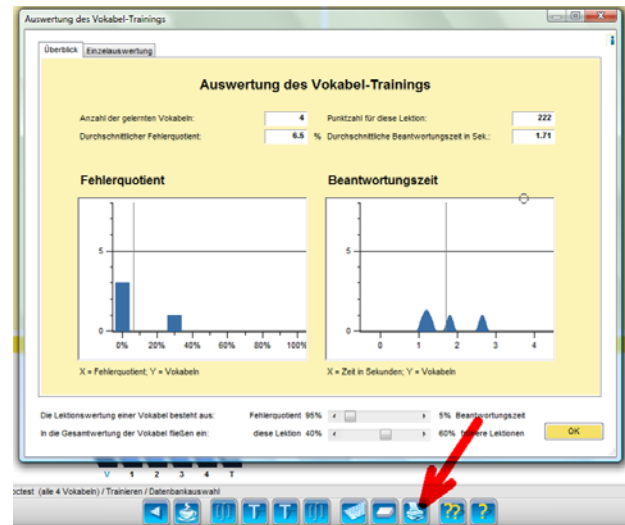 Auswertung des Vokabel-Trainings
Überblick Einzelauswertung
Auswertung des Vokabel-Trainings
Anzahl der gelernten Vokabeln: 4 Punktzahl für diese Lektion: 222
Durchschnittlicher Fehlerquotient: 6.5 % Durchschnittliche Beantwortungszeit in Sek.: 1.71
Fehlerquotient Beantwortungszeit
5 5
0 0
0% 20% 40% 60% 80% 100% 0 1 2 3 4
X = Fehlerquotient; Y = Vokabeln X = Zeit in Sekunden; Y = Vokabeln
Die Lektionswertung einer Vokabel besteht aus: Fehlerquotient 95% 5% Beantwortungszeit
In die Gesamtwertung der Vokabel fließen ein: diese Lektion 40% 60% frühere Lektionen OK
V 1 2 3 4 T
octest (alle 4 Vokabeln) / Trainieren / Datenbankauswahl
T T ?? ?